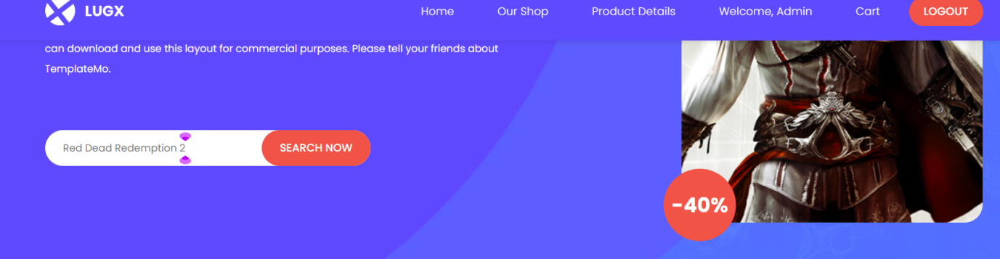 LUGX
Home Our Shop Product Details Welcome, Admin Cart LOGOUT
can download and use this layout for commercial purposes. Please tell your friends about
TemplateMo.
Red Dead Redemption 2 SEARCH NOW
-40%